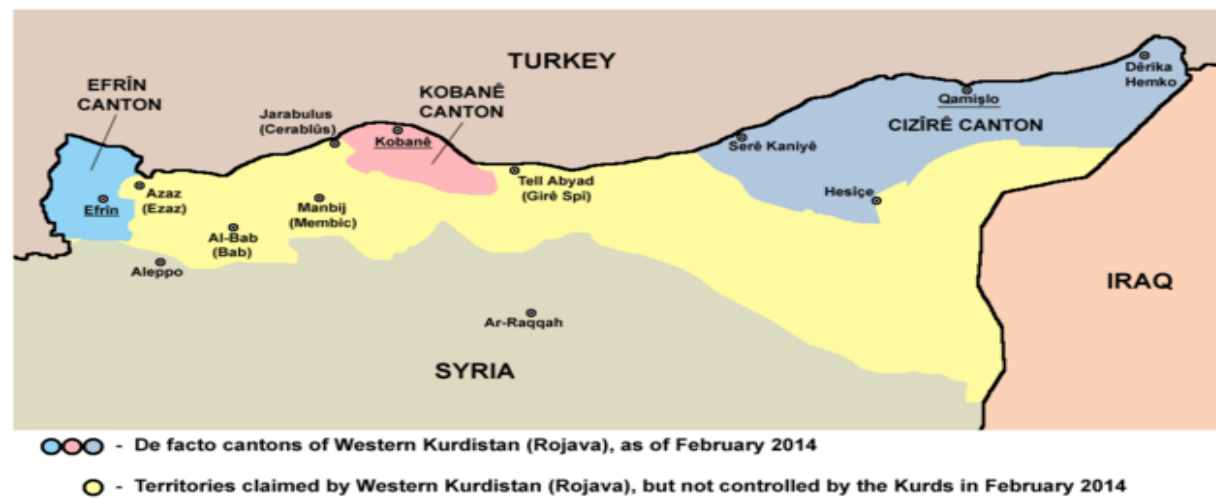 TURKEY
EFRÎN
CANTON
KOBANÊ
CANTON
Jarabulus
(Cerablûs)
Kobanê
Dêrika
Hemko
Qamişlo
CIZÎRÊ CANTON
Serê Kaniyê
Azaz
(Ezaz)
Efrîn
Manbij
(Membic)
Tell Abyad
(Girê Spî)
Hesiçe
Al-Bab
(Bab)
Aleppo
IRAQ
Ar-Raqqah
SYRIA
- De facto cantons of Western Kurdistan (Rojava), as of February 2014
- Territories claimed by Western Kurdistan (Rojava), but not controlled by the Kurds in February 2014